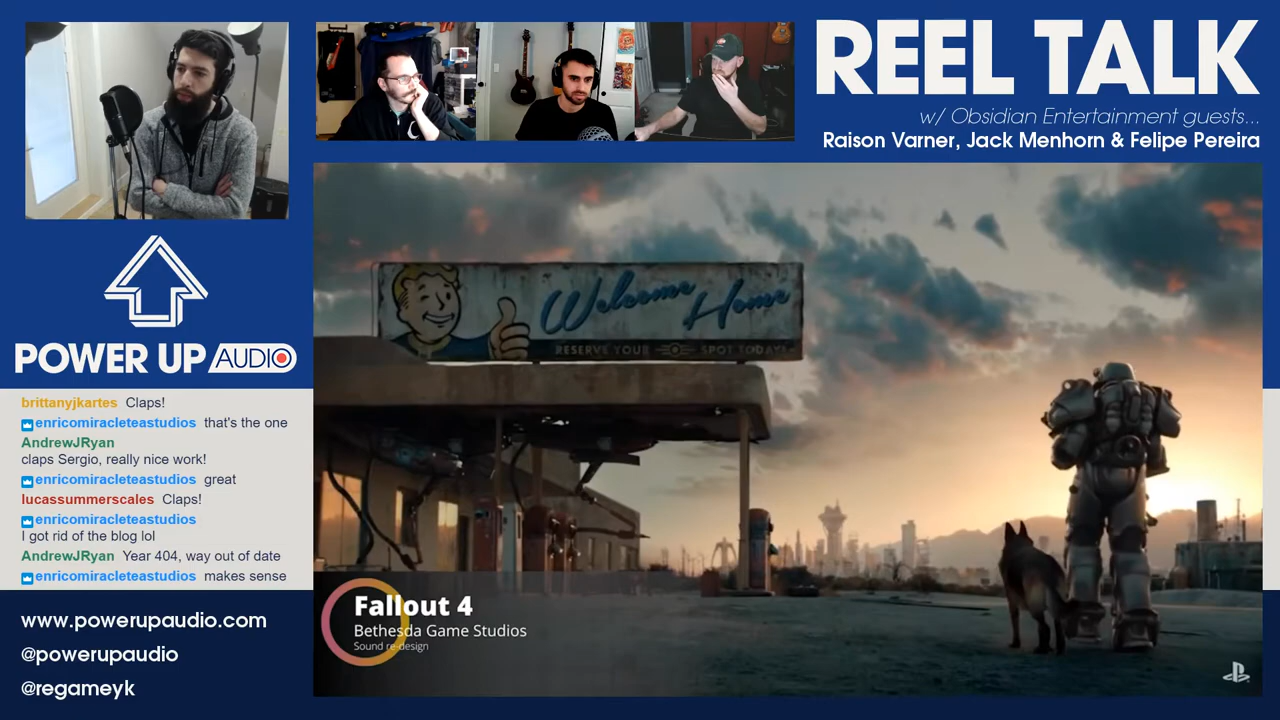 REEL TALK
w/ Obsidian Entertainment guests...
Raison Varner, Jack Menhorn & Felipe Pereira
POWER UP AUDIO
brittanyjkartes Claps!
enricomiracleteastudios that's the one
AndrewJRyan
claps Sergio, really nice work!
enricomiracleteastudios great
lucassummerscales Claps!
enricomiracleteastudios
I got rid of the blog lol
AndrewJRyan Year 404, way out of date
enricomiracleteastudios makes sense
www.powerupaudio.com
@powerupaudio
@regameyk
Welcome Home
RESERVE YOUR SPOT TODAY!
Fallout 4
Bethesda Game Studios
Sound re-design